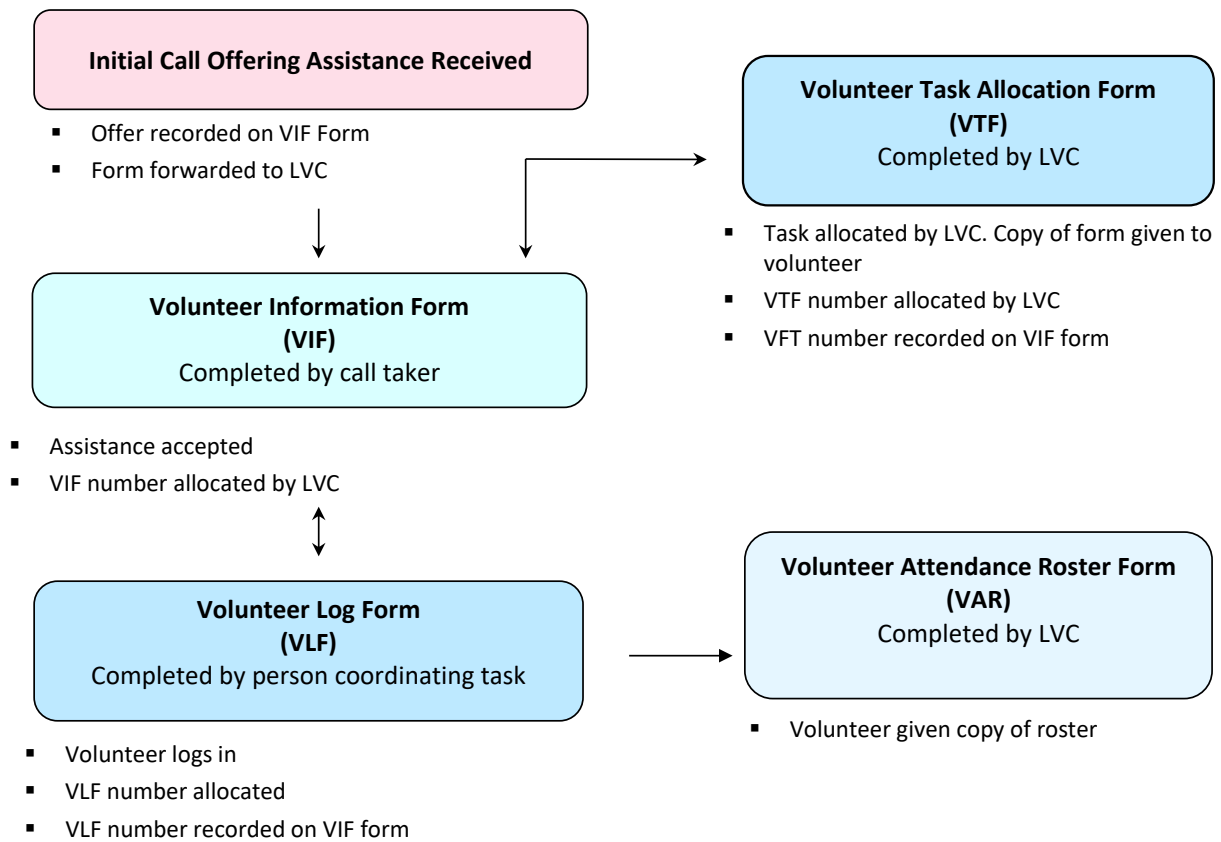 Initial Call Offering Assistance Received
▪ Offer recorded on VIF Form
▪ Form forwarded to LVC
Volunteer Task Allocation Form
(VTF)
Completed by LVC
▪ Task allocated by LVC. Copy of form given to
volunteer
▪ VTF number allocated by LVC
▪ VFT number recorded on VIF form
Volunteer Information Form
(VIF)
Completed by call taker
▪ Assistance accepted
▪ VIF number allocated by LVC
Volunteer Log Form
(VLF)
Completed by person coordinating task
▪ Volunteer logs in
▪ VLF number allocated
▪ VLF number recorded on VIF form
Volunteer Attendance Roster Form
(VAR)
Completed by LVC
▪ Volunteer given copy of roster